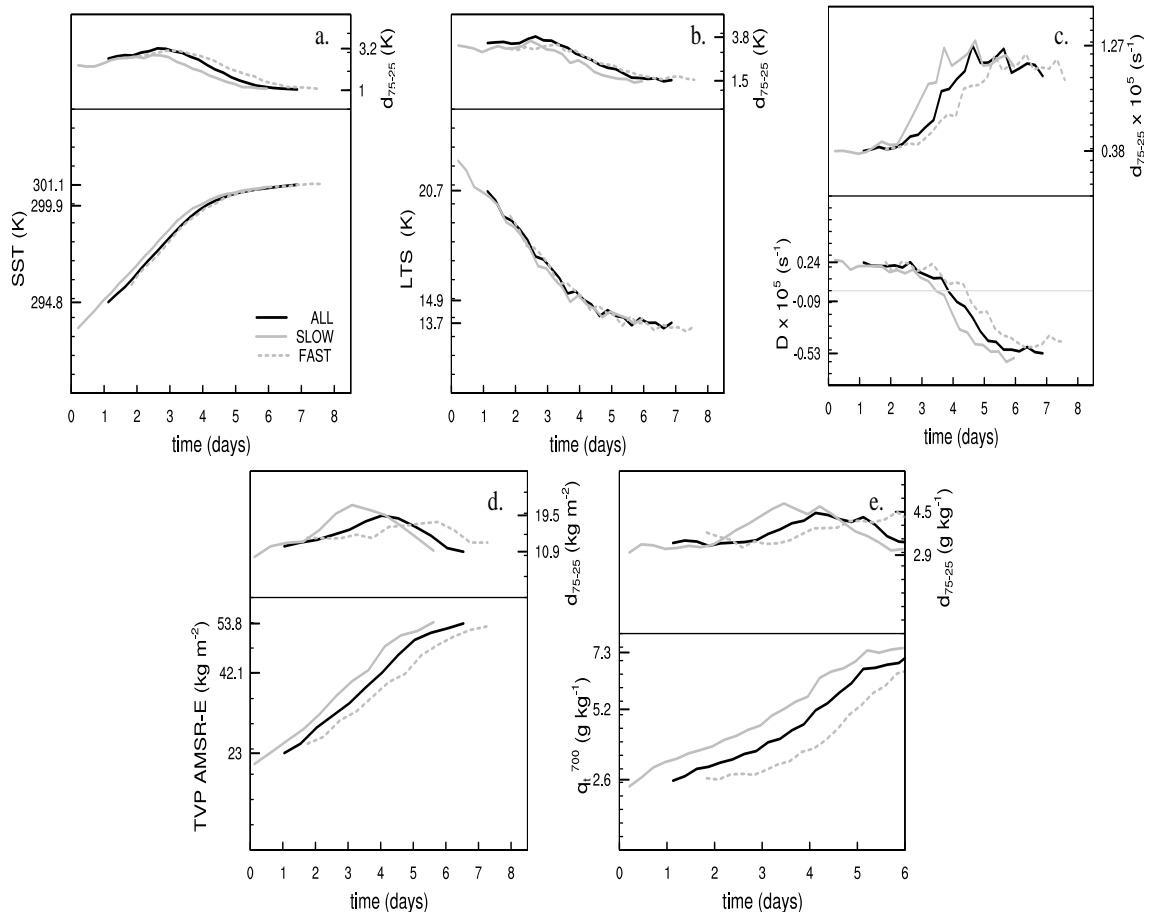 a.
3.2
1
d75-25 (K)
SST (K)
301.1
299.9
294.8
ALL
SLOW
FAST
0 1 2 3 4 5 6 7 8
time (days)
b.
3.8
1.5
d75-25 (K)
LTS (K)
20.7
14.9
13.7
0 1 2 3 4 5 6 7 8
time (days)
c.
1.27
0.38
d75-25 x 10⁵ (s⁻¹)
D x 10⁵ (s⁻¹)
0.24
-0.09
-0.53
0 1 2 3 4 5 6 7 8
time (days)
d.
19.5
10.9
d75-25 (kg m⁻²)
TVP AMSR-E (kg m⁻²)
53.8
42.1
23
0 1 2 3 4 5 6 7 8
time (days)
e.
4.5
2.9
d75-25 (g kg⁻¹)
qt⁷⁰⁰ (g kg⁻¹)
7.3
5.2
2.6
0 1 2 3 4 5 6
time (days)